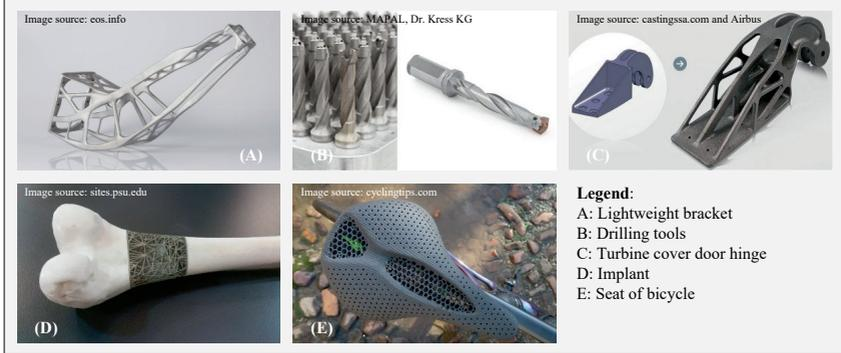 Image source: eos.info
(A)
Image source: MAPAL, Dr. Kress KG
(B)
Image source: castingssa.com and Airbus
(C)
Image source: sites.psu.edu
(D)
Image source: cyclingtips.com
(E)
Legend:
A: Lightweight bracket
B: Drilling tools
C: Turbine cover door hinge
D: Implant
E: Seat of bicycle